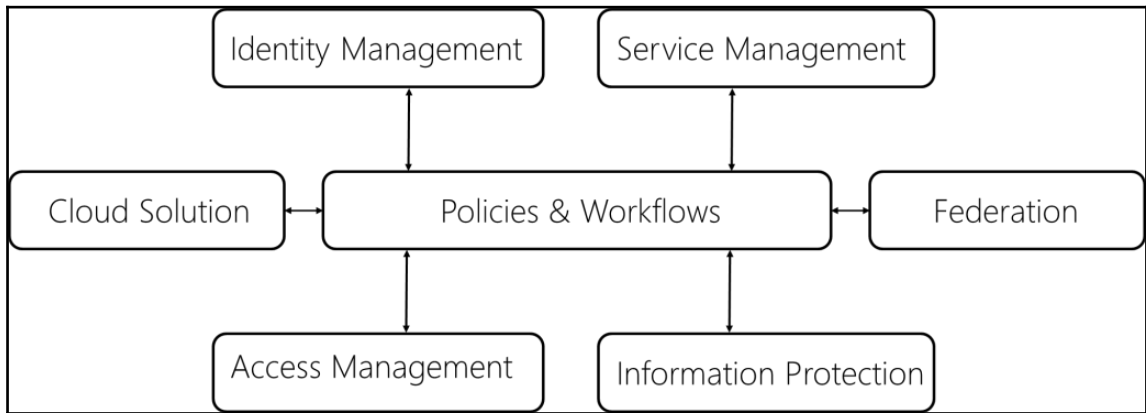 Identity Management
Service Management
Cloud Solution
Policies & Workflows
Federation
Access Management
Information Protection